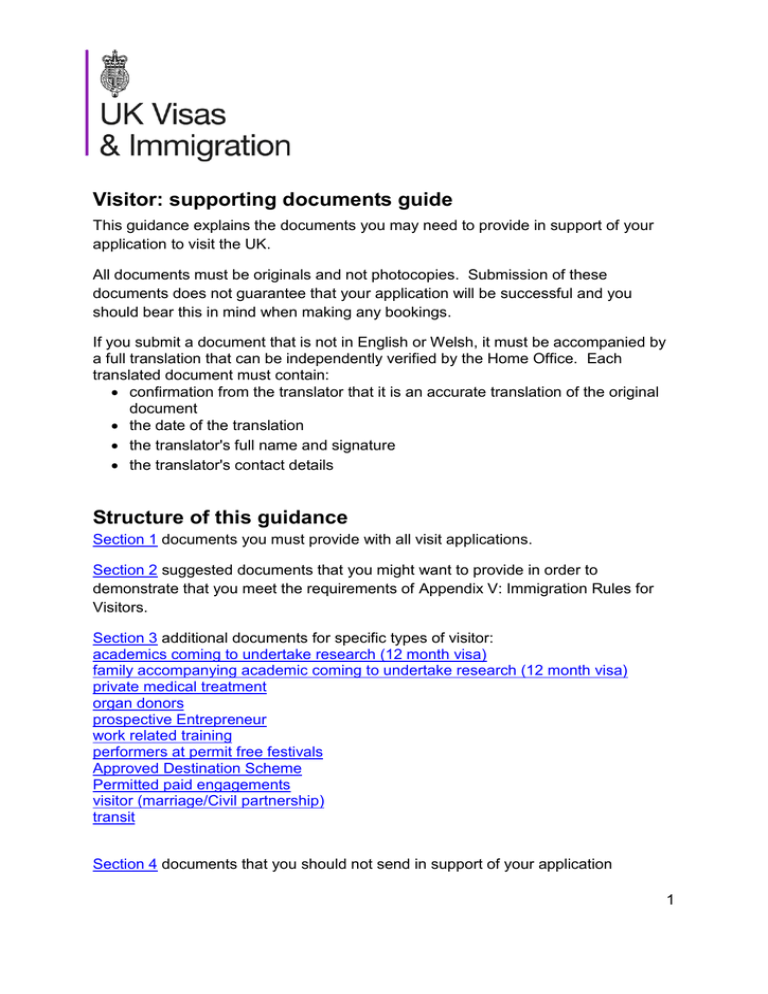 UK Visas
& Immigration
Visitor: supporting documents guide
This guidance explains the documents you may need to provide in support of your
application to visit the UK.
All documents must be originals and not photocopies.  Submission of these
documents does not guarantee that your application will be successful and you
should bear this in mind when making any bookings.
If you submit a document that is not in English or Welsh, it must be accompanied by
a full translation that can be independently verified by the Home Office.  Each
translated document must contain:
• confirmation from the translator that it is an accurate translation of the original
document
• the date of the translation
• the translator's full name and signature
• the translator's contact details
Structure of this guidance
Section 1 documents you must provide with all visit applications.
Section 2 suggested documents that you might want to provide in order to
demonstrate that you meet the requirements of Appendix V: Immigration Rules for
Visitors.
Section 3 additional documents for specific types of visitor:
academics coming to undertake research (12 month visa)
family accompanying academic coming to undertake research (12 month visa)
private medical treatment
organ donors
prospective Entrepreneur
work related training
performers at permit free festivals
Approved Destination Scheme
Permitted paid engagements
visitor (marriage/Civil partnership)
transit
Section 4 documents that you should not send in support of your application
1